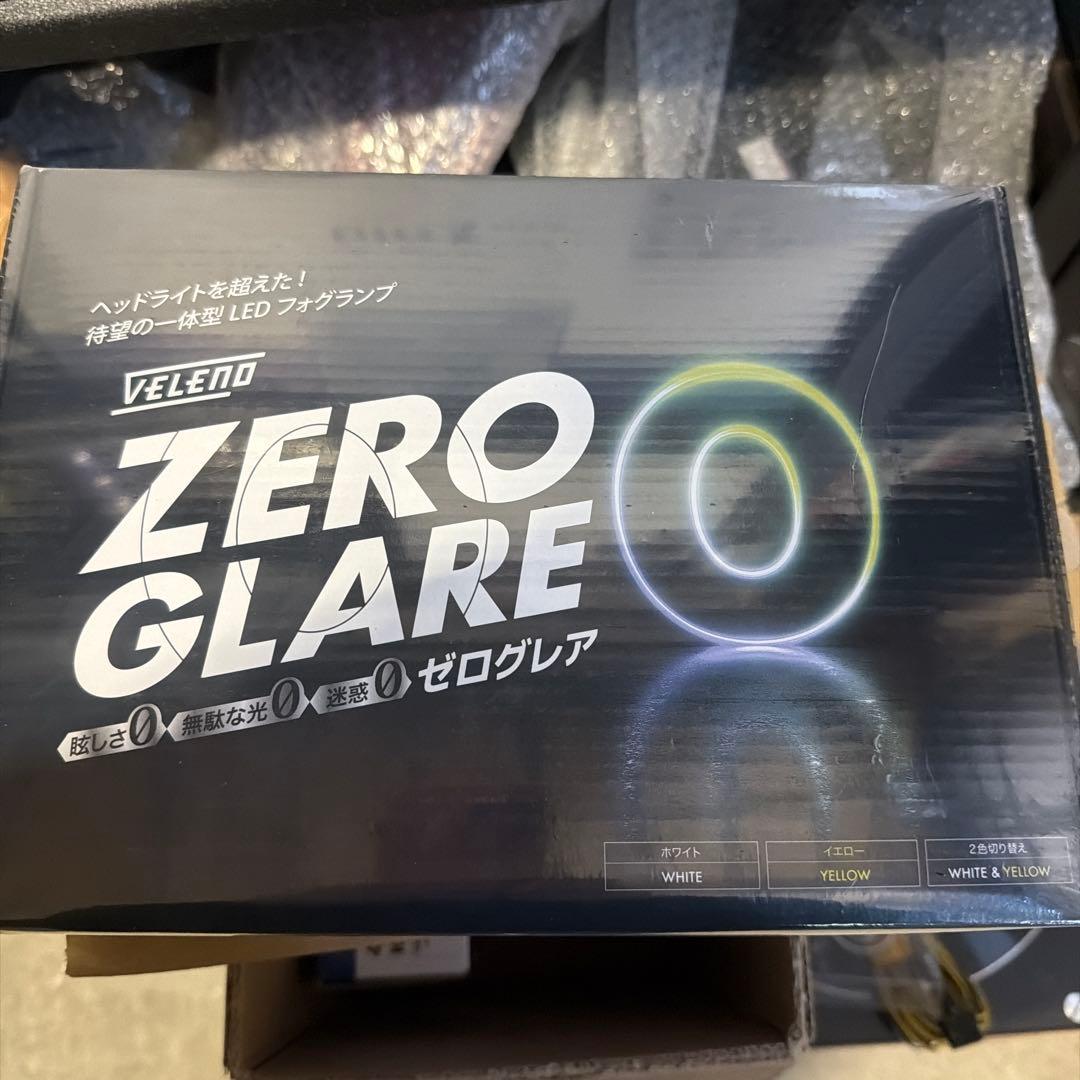 ヘッドライトを超えた!
待望の一体型 LED フォグランプ
VELENO
ZERO
GLARE
眩しさ0 無駄な光0 迷惑0 ゼログレア
ホワイト
WHITE
イエロー
YELLOW
2色切り替え
WHITE & YELLOW